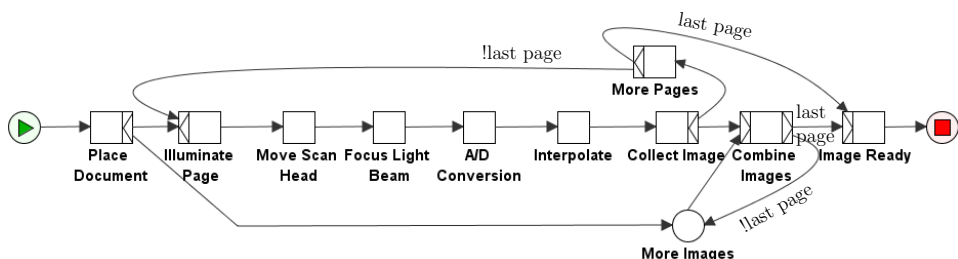 last page
!last page
More Pages
last
page
Place
Document
Illuminate
Page
Move Scan
Head
Focus Light
Beam
A/D
Conversion
Interpolate
Collect Image
Combine
Images
Image Ready
!last page
More Images